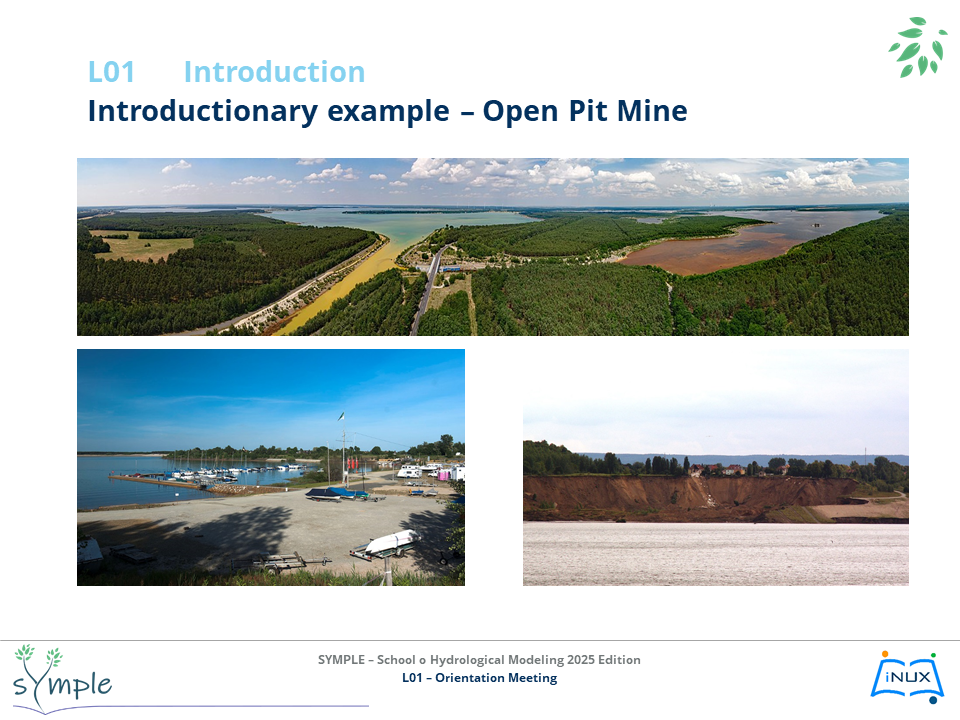 L01 Introduction
Introductionary example – Open Pit Mine
SYMPLE – School o Hydrological Modeling 2025 Edition
L01 – Orientation Meeting
sYmple
iNUX